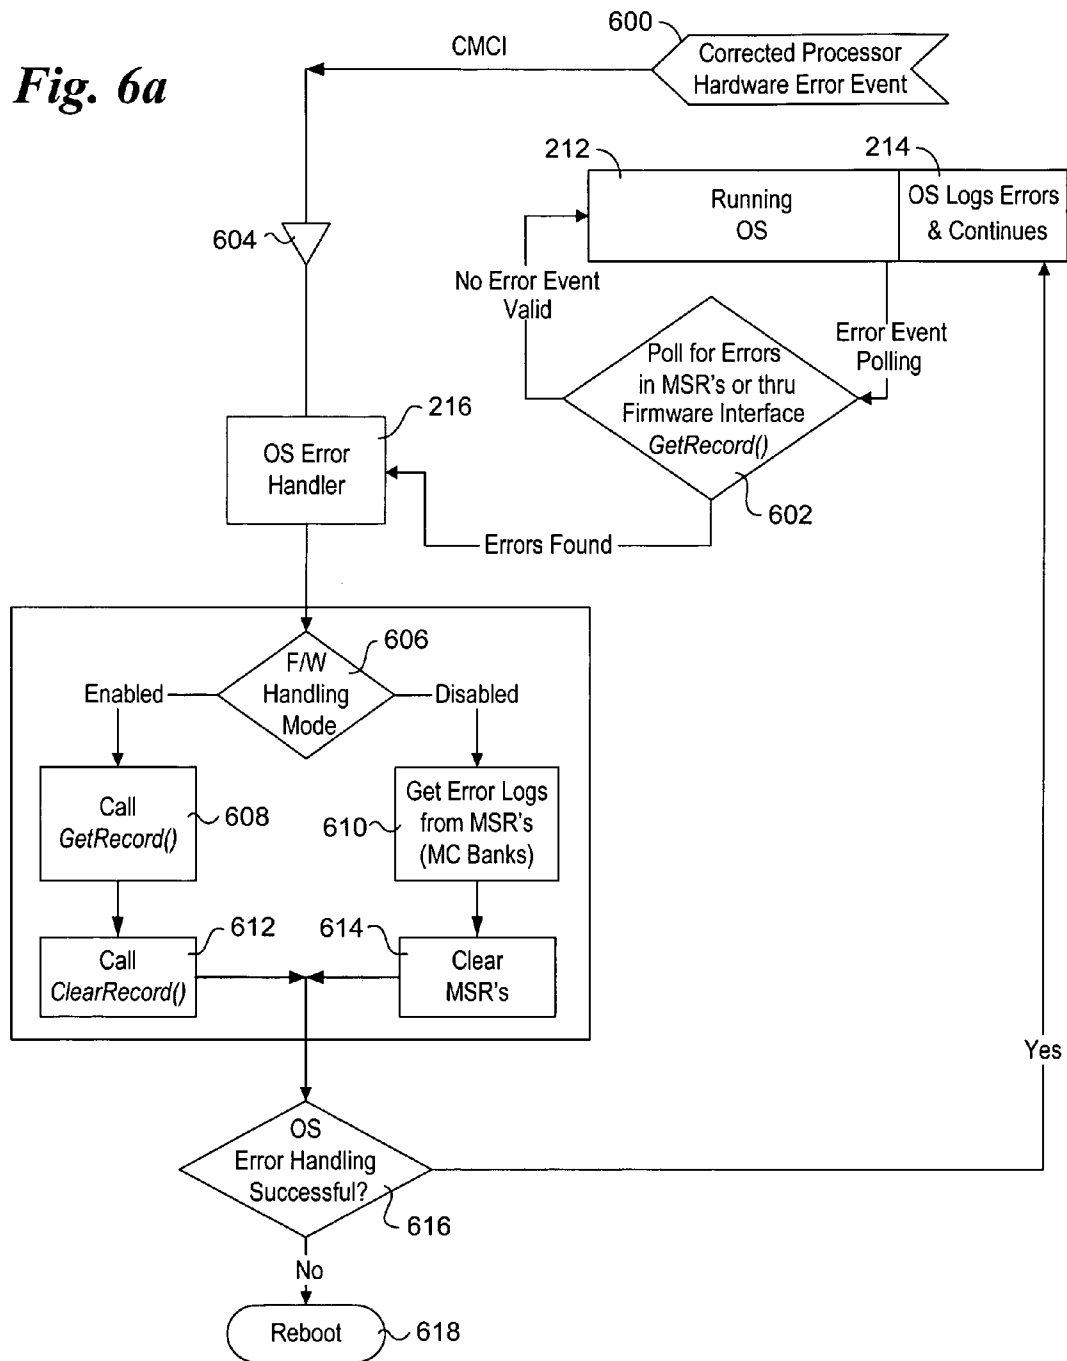 Fig. 6a
CMCI
600
Corrected Processor
Hardware Error Event
212
214
Running
OS
OS Logs Errors
& Continues
604
No Error Event
Valid
Error Event
Polling
Poll for Errors
in MSR's or thru
Firmware Interface
GetRecord()
602
216
OS Error
Handler
Errors Found
606
F/W
Handling
Mode
Enabled
Disabled
Call
GetRecord()
608
610
Get Error Logs
from MSR's
(MC Banks)
612
Call
ClearRecord()
614
Clear
MSR's
Yes
OS
Error Handling
Successful?
616
No
Reboot
618